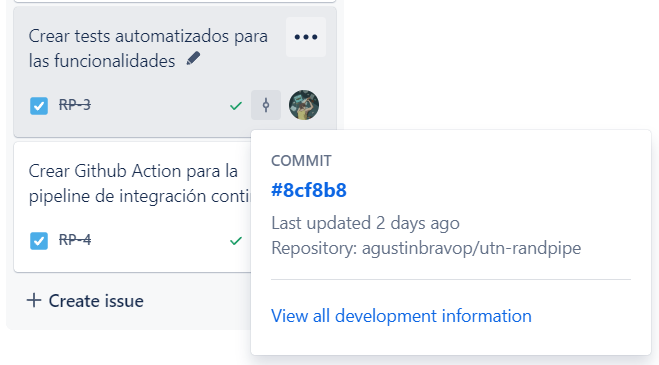 Crear tests automatizados para
las funcionalidades
RP-3
COMMIT
#8cf8b8
Last updated 2 days ago
Repository: agustinbravop/utn-randpipe
View all development information
Crear Github Action para la
pipeline de integración conti
RP-4
+ Create issue